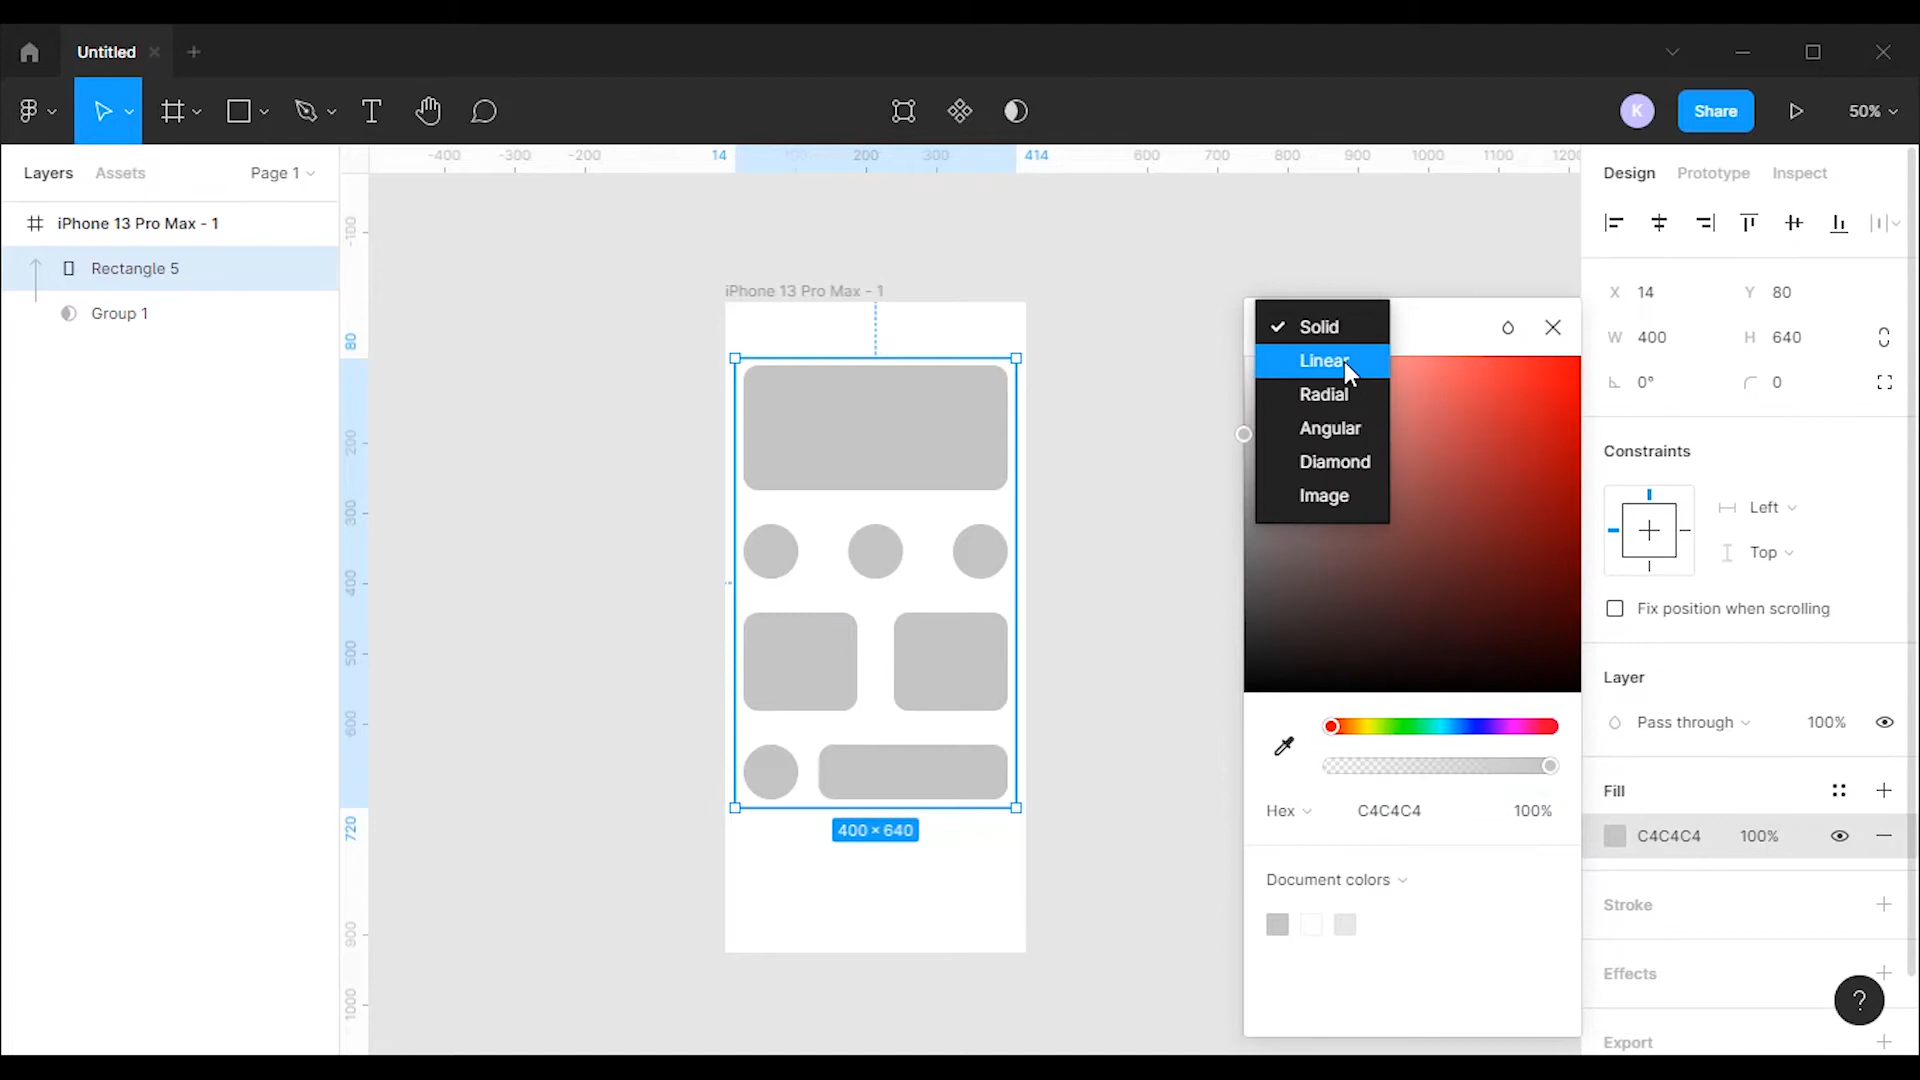 Untitled
K
Share
50%
Layers
Assets
Page 1
-400
-300
-200
14
100
200
300
414
600
700
800
900
1000
1100
1200
Design
Prototype
Inspect
iPhone 13 Pro Max - 1
Rectangle 5
Group 1
-100
80
200
300
400
500
600
720
900
1000
iPhone 13 Pro Max - 1
400 × 640
Solid
Linear
Radial
Angular
Diamond
Image
Hex
C4C4C4
100%
Document colors
X
14
Y
80
W
400
H
640
0°
0
Constraints
Left
Top
Fix position when scrolling
Layer
Pass through
100%
Fill
C4C4C4
100%
Stroke
Effects
?
Export